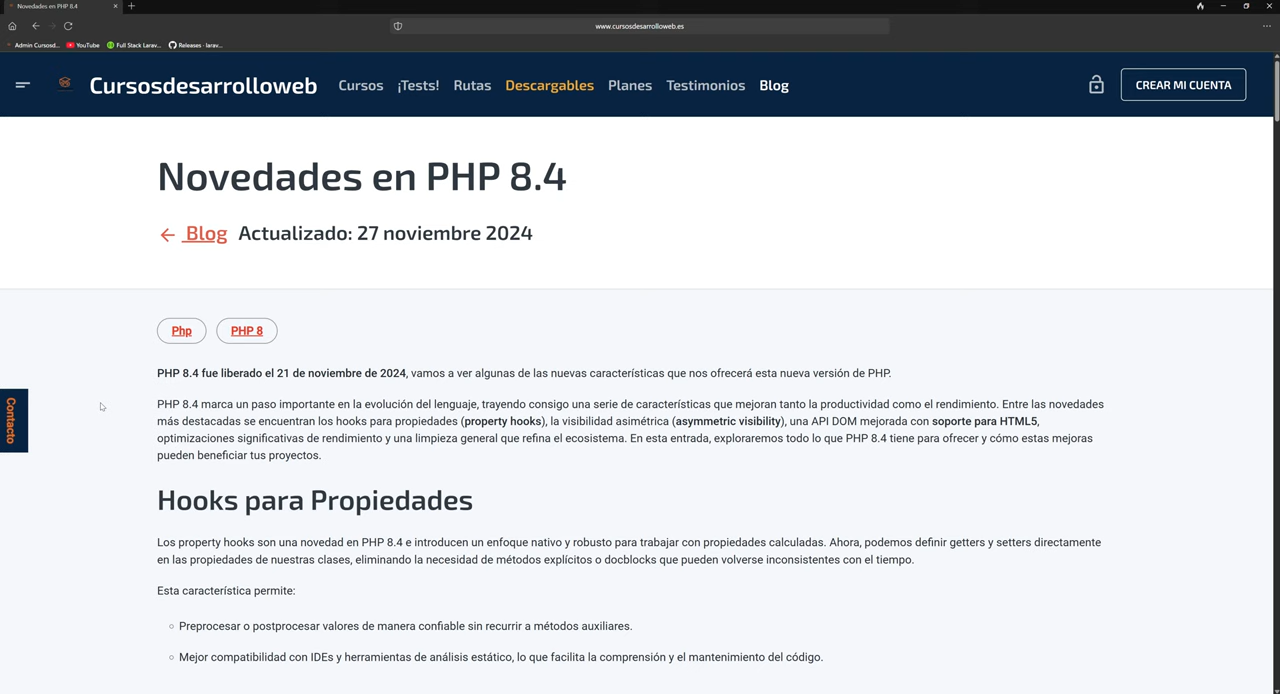 Novedades en PHP 8.4
www.cursosdesarrolloweb.es
Admin Cursosd... YouTube Full Stack Larav... Releases · larav...
Cursosdesarrolloweb Cursos ¡Tests! Rutas Descargables Planes Testimonios Blog CREAR MI CUENTA
Novedades en PHP 8.4
← Blog Actualizado: 27 noviembre 2024
Php PHP 8
PHP 8.4 fue liberado el 21 de noviembre de 2024, vamos a ver algunas de las nuevas características que nos ofrecerá esta nueva versión de PHP.
Contacto
PHP 8.4 marca un paso importante en la evolución del lenguaje, trayendo consigo una serie de características que mejoran tanto la productividad como el rendimiento. Entre las novedades
más destacadas se encuentran los hooks para propiedades (property hooks), la visibilidad asimétrica (asymmetric visibility), una API DOM mejorada con soporte para HTML5,
optimizaciones significativas de rendimiento y una limpieza general que refina el ecosistema. En esta entrada, exploraremos todo lo que PHP 8.4 tiene para ofrecer y cómo estas mejoras
pueden beneficiar tus proyectos.
Hooks para Propiedades
Los property hooks son una novedad en PHP 8.4 e introducen un enfoque nativo y robusto para trabajar con propiedades calculadas. Ahora, podemos definir getters y setters directamente
en las propiedades de nuestras clases, eliminando la necesidad de métodos explícitos o docblocks que pueden volverse inconsistentes con el tiempo.
Esta característica permite:
Preprocesar o postprocesar valores de manera confiable sin recurrir a métodos auxiliares.
Mejor compatibilidad con IDEs y herramientas de análisis estático, lo que facilita la comprensión y el mantenimiento del código.